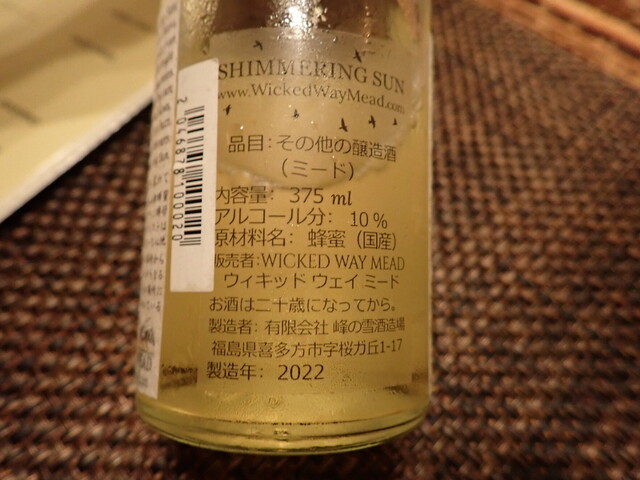 SHIMMERING SUN
www.WickedWayMead.com
品目：その他の醸造酒
（ミード）
内容量： 375 ml
アルコール分： 10％
原材料名： 蜂蜜（国産）
販売者：WICKED WAY MEAD
ウィキッド ウェイ ミード
お酒は二十歳になってから。
製造者：有限会社 峰の雪酒造場
福島県喜多方市字桜ガ丘1-17
製造年： 2022
2 946878 100020